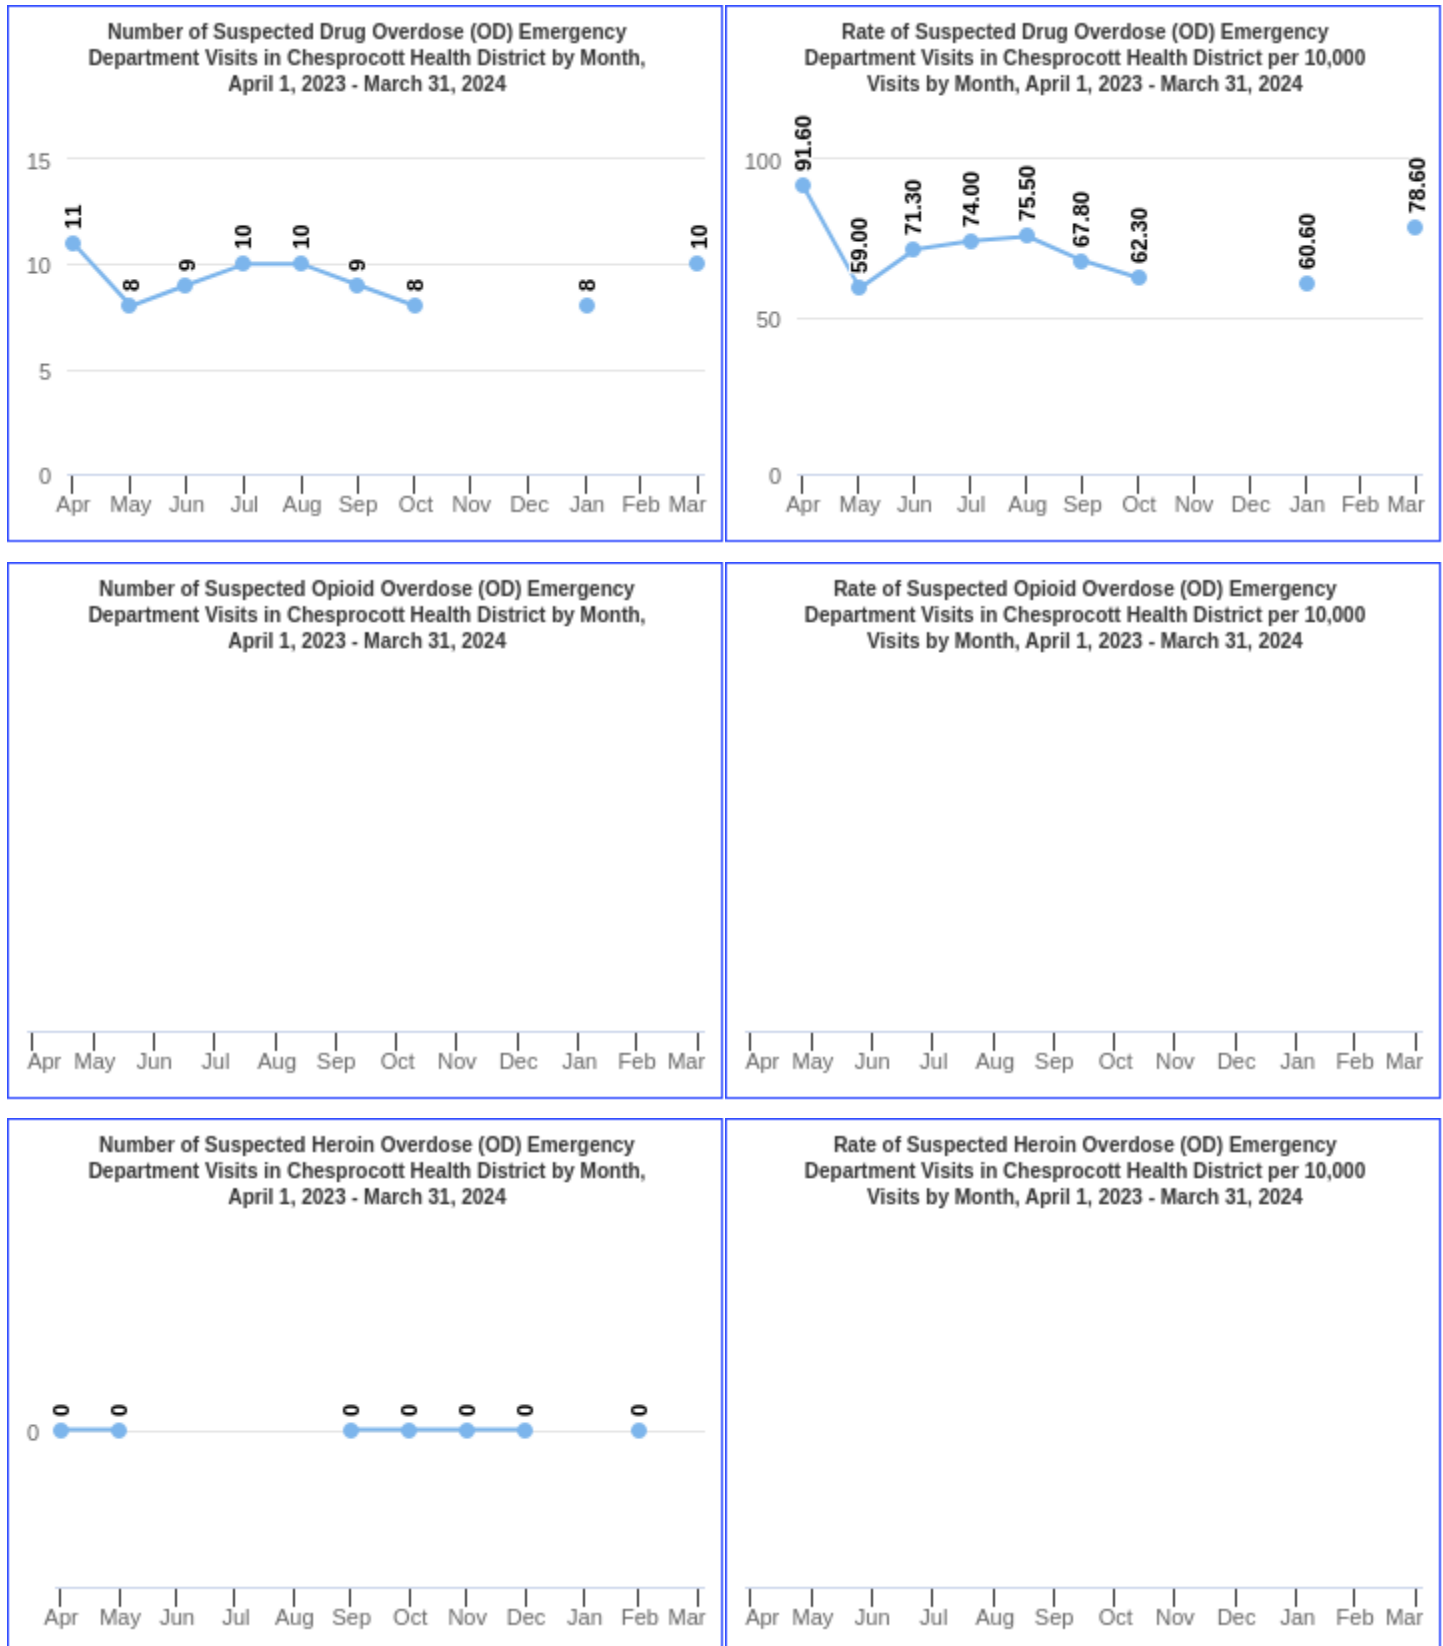 Number of Suspected Drug Overdose (OD) Emergency
Department Visits in Chesprocott Health District by Month,
April 1, 2023 - March 31, 2024
15
10
5
0
11
8
9
10
10
9
8
8
10
Apr May Jun Jul Aug Sep Oct Nov Dec Jan Feb Mar
Rate of Suspected Drug Overdose (OD) Emergency
Department Visits in Chesprocott Health District per 10,000
Visits by Month, April 1, 2023 - March 31, 2024
100
50
0
91.60
59.00
71.30
74.00
75.50
67.80
62.30
60.60
78.60
Apr May Jun Jul Aug Sep Oct Nov Dec Jan Feb Mar
Number of Suspected Opioid Overdose (OD) Emergency
Department Visits in Chesprocott Health District by Month,
April 1, 2023 - March 31, 2024
Apr May Jun Jul Aug Sep Oct Nov Dec Jan Feb Mar
Rate of Suspected Opioid Overdose (OD) Emergency
Department Visits in Chesprocott Health District per 10,000
Visits by Month, April 1, 2023 - March 31, 2024
Apr May Jun Jul Aug Sep Oct Nov Dec Jan Feb Mar
Number of Suspected Heroin Overdose (OD) Emergency
Department Visits in Chesprocott Health District by Month,
April 1, 2023 - March 31, 2024
0
0
0
0
0
0
0
0
Apr May Jun Jul Aug Sep Oct Nov Dec Jan Feb Mar
Rate of Suspected Heroin Overdose (OD) Emergency
Department Visits in Chesprocott Health District per 10,000
Visits by Month, April 1, 2023 - March 31, 2024
Apr May Jun Jul Aug Sep Oct Nov Dec Jan Feb Mar